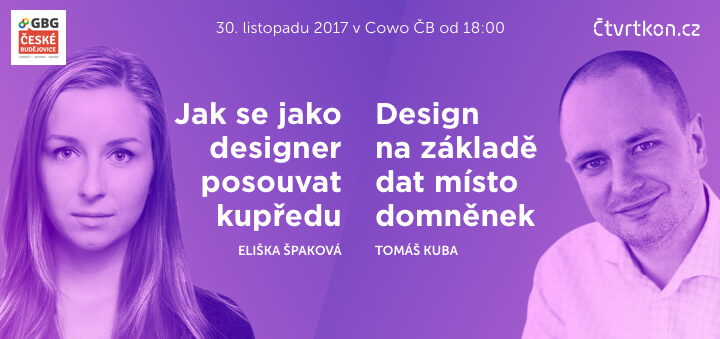 GBG
ČESKÉ
BUDĚJOVICE
30. listopadu 2017 v Cowo ČB od 18:00
Čtvrtkon.cz
Jak se jako
designer
posouvat
kupředu
ELIŠKA ŠPAKOVÁ
Design
na základě
dat místo
domněnek
TOMÁŠ KUBA